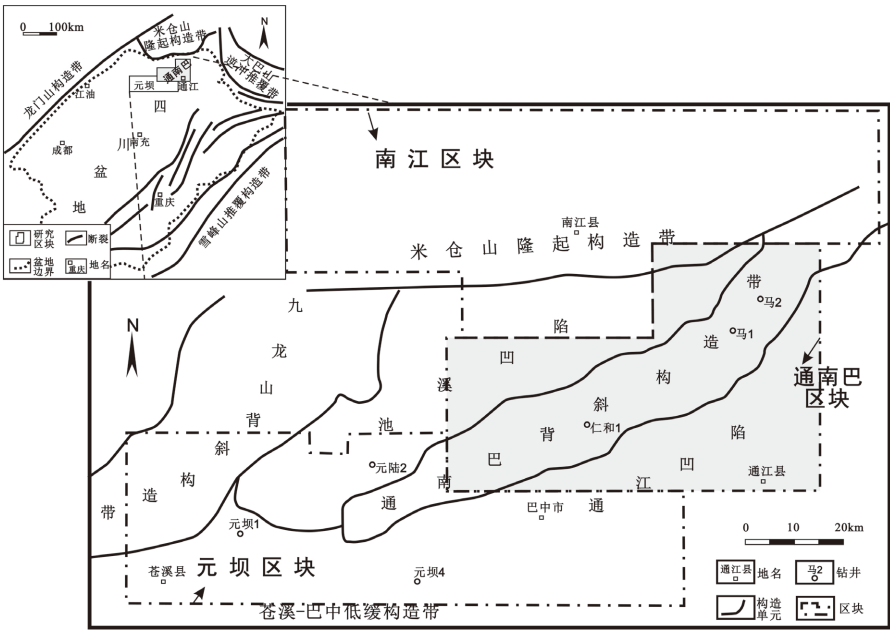 0 100km
米仓山
隆起构造带
N
大巴山
逆冲推覆带
龙门山构造带
通南巴
元坝
通江
江油
四
川
盆
地
南充
成都
重庆
雪峰山推覆构造带
研究
区块
断裂
盆地
边界
重庆
地名
南江区块
南江县
米仓山隆起构造带
N
九龙山背斜构造带
池溪凹陷
通南巴背斜构造带
通江凹陷
马2
马1
仁和1
元陆2
通南巴
区块
通江县
巴中市
元坝1
元坝4
苍溪县
元坝区块
苍溪-巴中低缓构造带
0 10 20km
通江县
地名
马2
钻井
构造
单元
区块